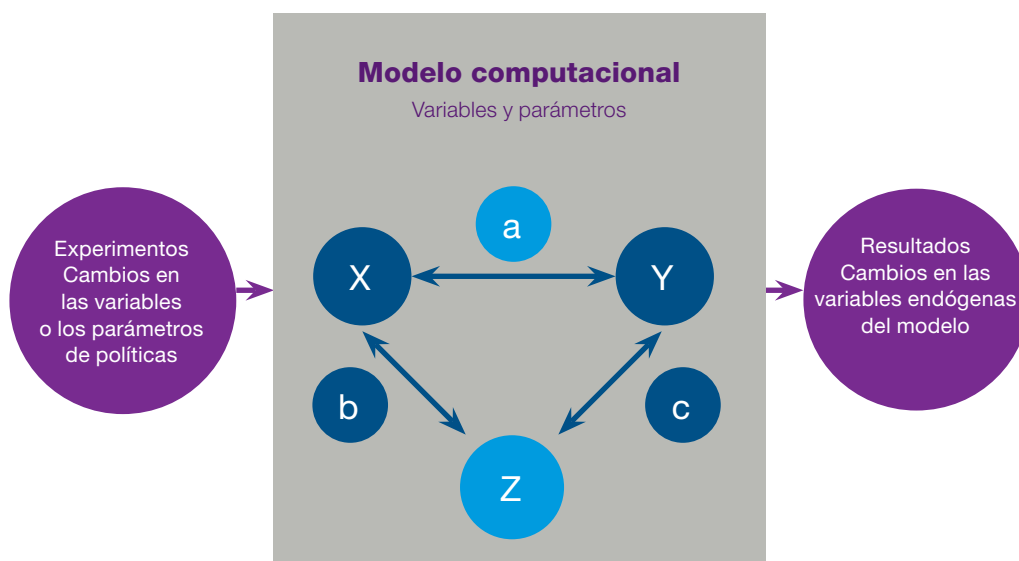 Modelo computacional
Variables y parámetros
Experimentos
Cambios en
las variables
o los parámetros
de políticas
a
X
Y
b
c
Z
Resultados
Cambios en las
variables endógenas
del modelo